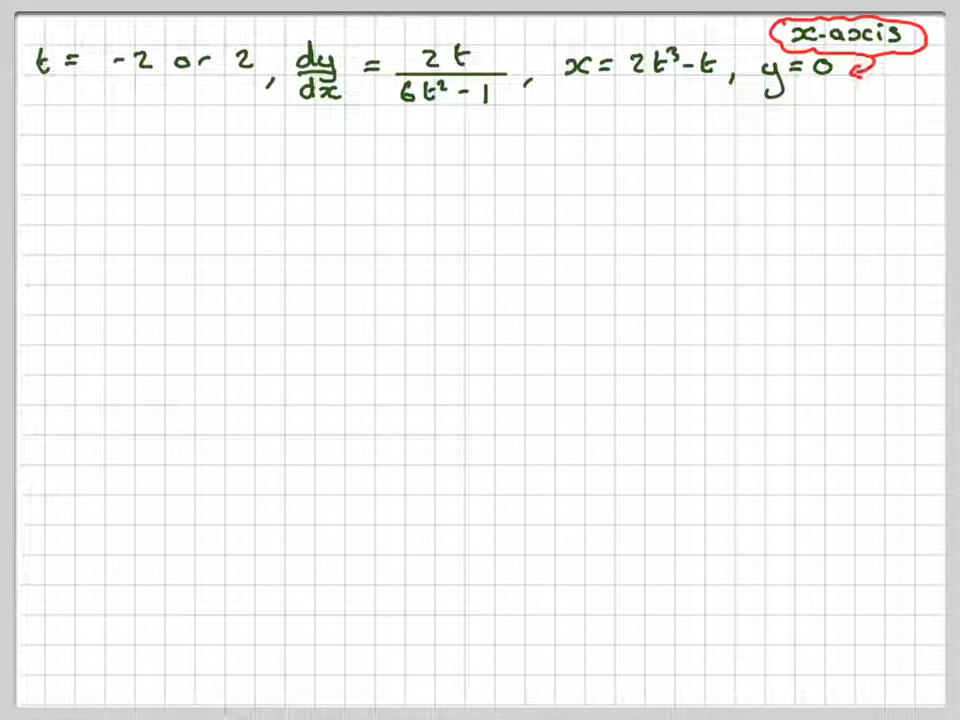 x-axis
t = -2 or 2, dy/dx = 2t/(6t² - 1), x = 2t³ - t, y = 0